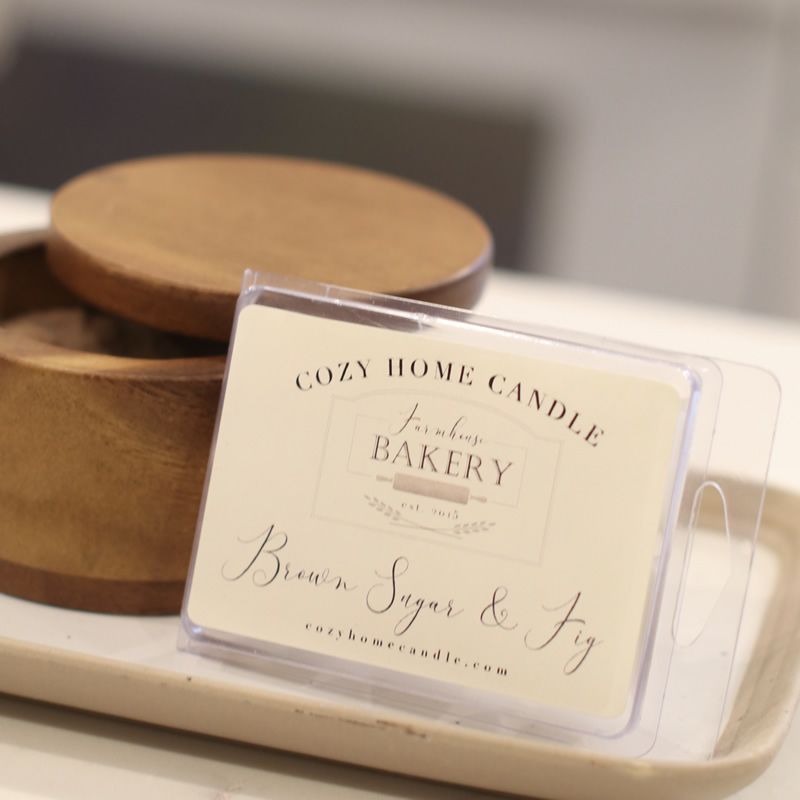 COZY HOME CANDLE
Farmhouse
BAKERY
est. 2015
Brown Sugar & Fig
cozyhomecandle.com